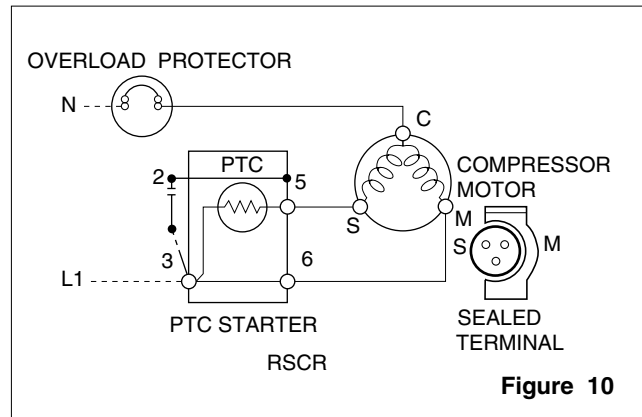 OVERLOAD PROTECTOR
N
C
PTC
2
5
COMPRESSOR
MOTOR
S
M
S
M
3
6
L1
PTC STARTER
SEALED
TERMINAL
RSCR
Figure 10